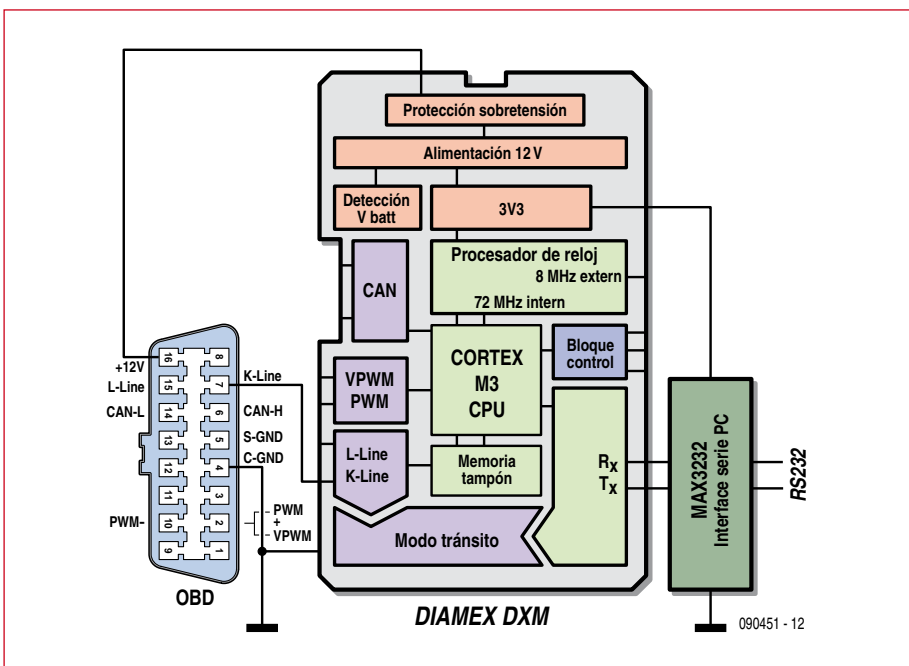 Protección sobretensión
Alimentación 12 V
Detección
V batt
3V3
Procesador de reloj
8 MHz extern
72 MHz intern
CAN
CORTEX
M3
CPU
Bloque
control
VPWM
PWM
L-Line
K-Line
Memoria
tampón
Rx
Tx
Modo tránsito
MAX3232
Interface serie PC
RS232
+12V
L-Line
CAN-L
PWM-
16
15
14
13
12
11
10
9
8
7
6
5
4
3
2
1
K-Line
CAN-H
S-GND
C-GND
PWM
+
VPWM
OBD
DIAMEX DXM
090451 - 12